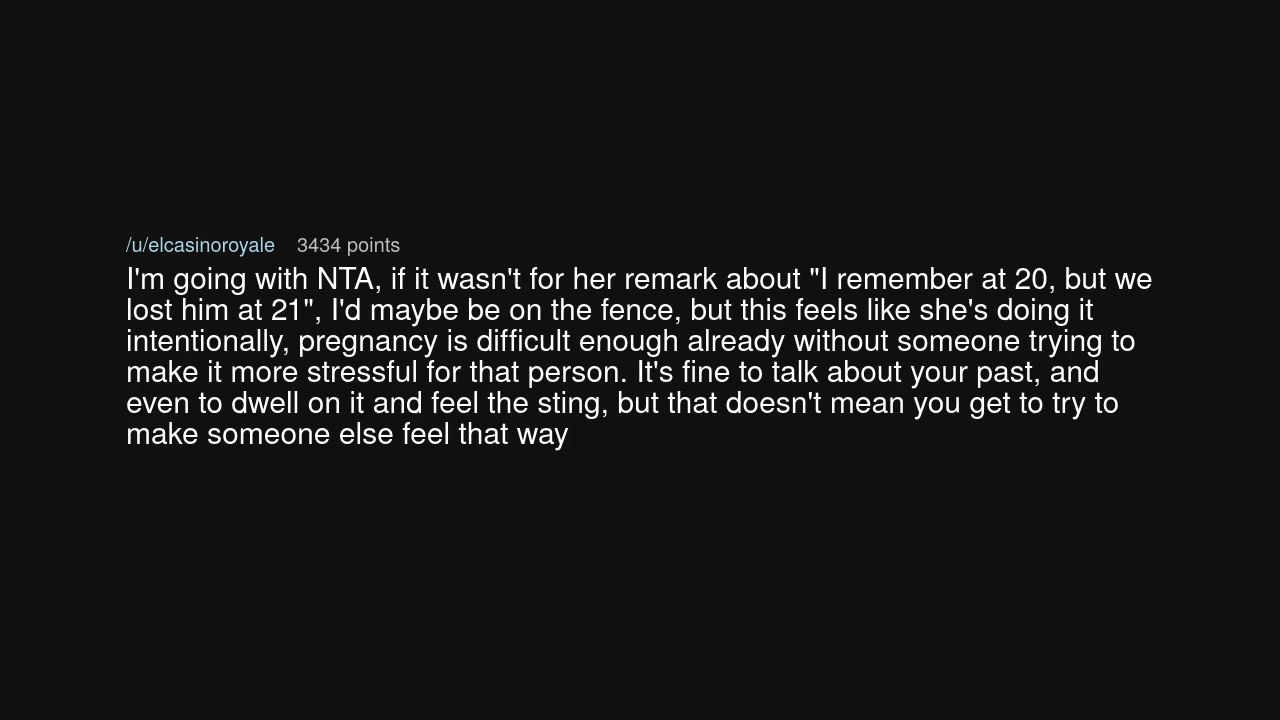 /u/elcasinoroyale 3434 points
I'm going with NTA, if it wasn't for her remark about "I remember at 20, but we
lost him at 21", I'd maybe be on the fence, but this feels like she's doing it
intentionally, pregnancy is difficult enough already without someone trying to
make it more stressful for that person. It's fine to talk about your past, and
even to dwell on it and feel the sting, but that doesn't mean you get to try to
make someone else feel that way